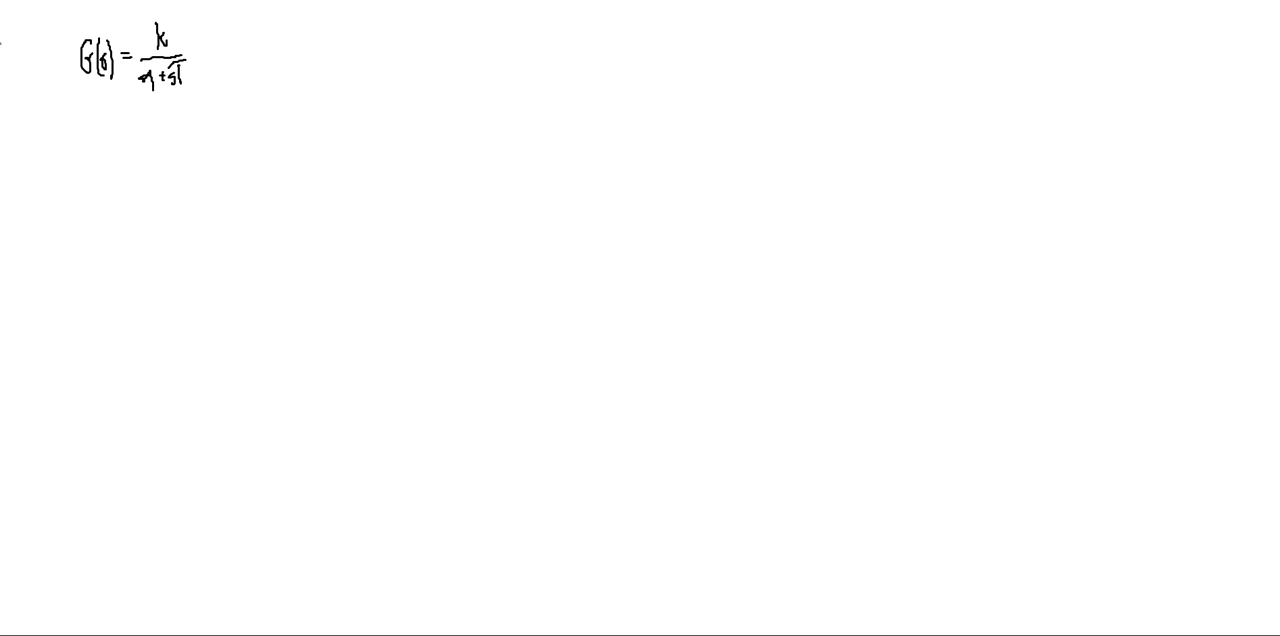 G(s) = k / (1 + sT)